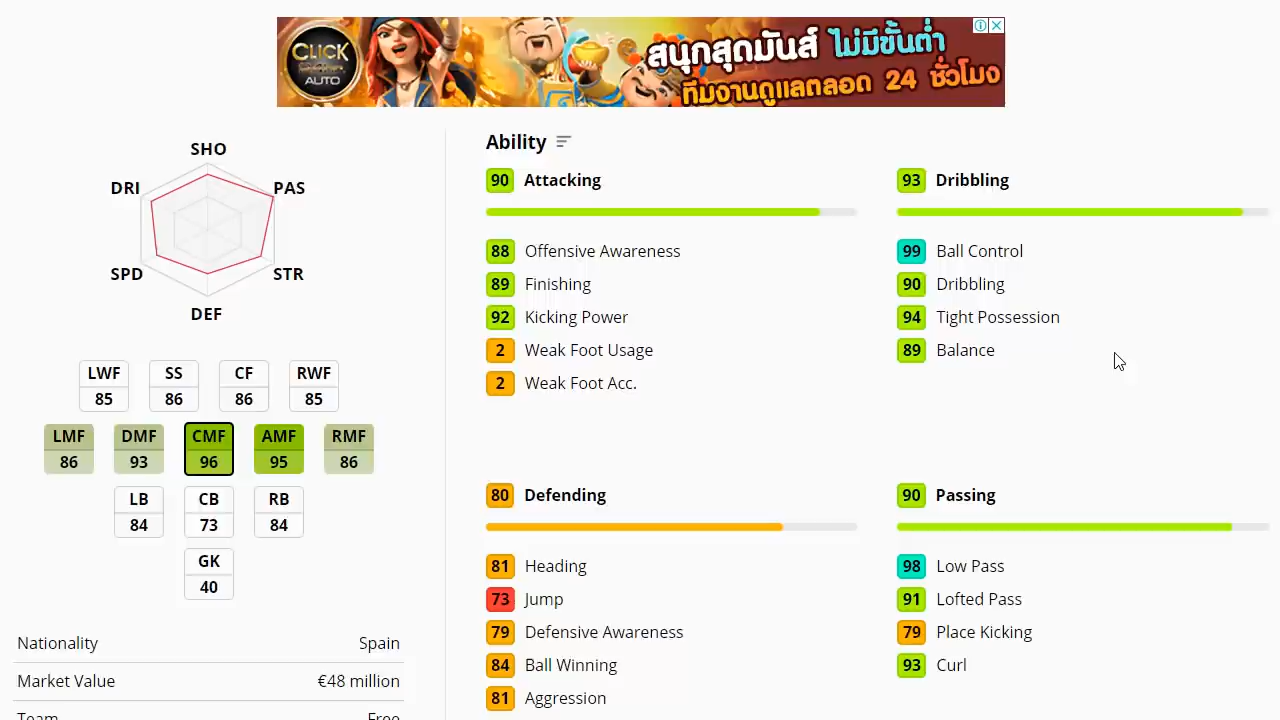 CLICK
AUTO
สนุกสุดมันส์ ไม่มีขั้นต่ำ
ทีมงานดูแลตลอด 24 ชั่วโมง
SHO
DRI
PAS
SPD
STR
DEF
LWF
85
SS
86
CF
86
RWF
85
LMF
86
DMF
93
CMF
96
AMF
95
RMF
86
LB
84
CB
73
RB
84
GK
40
Nationality Spain
Market Value €48 million
Team Free
Ability
90 Attacking
88 Offensive Awareness
89 Finishing
92 Kicking Power
2 Weak Foot Usage
2 Weak Foot Acc.
93 Dribbling
99 Ball Control
90 Dribbling
94 Tight Possession
89 Balance
80 Defending
81 Heading
73 Jump
79 Defensive Awareness
84 Ball Winning
81 Aggression
90 Passing
98 Low Pass
91 Lofted Pass
79 Place Kicking
93 Curl